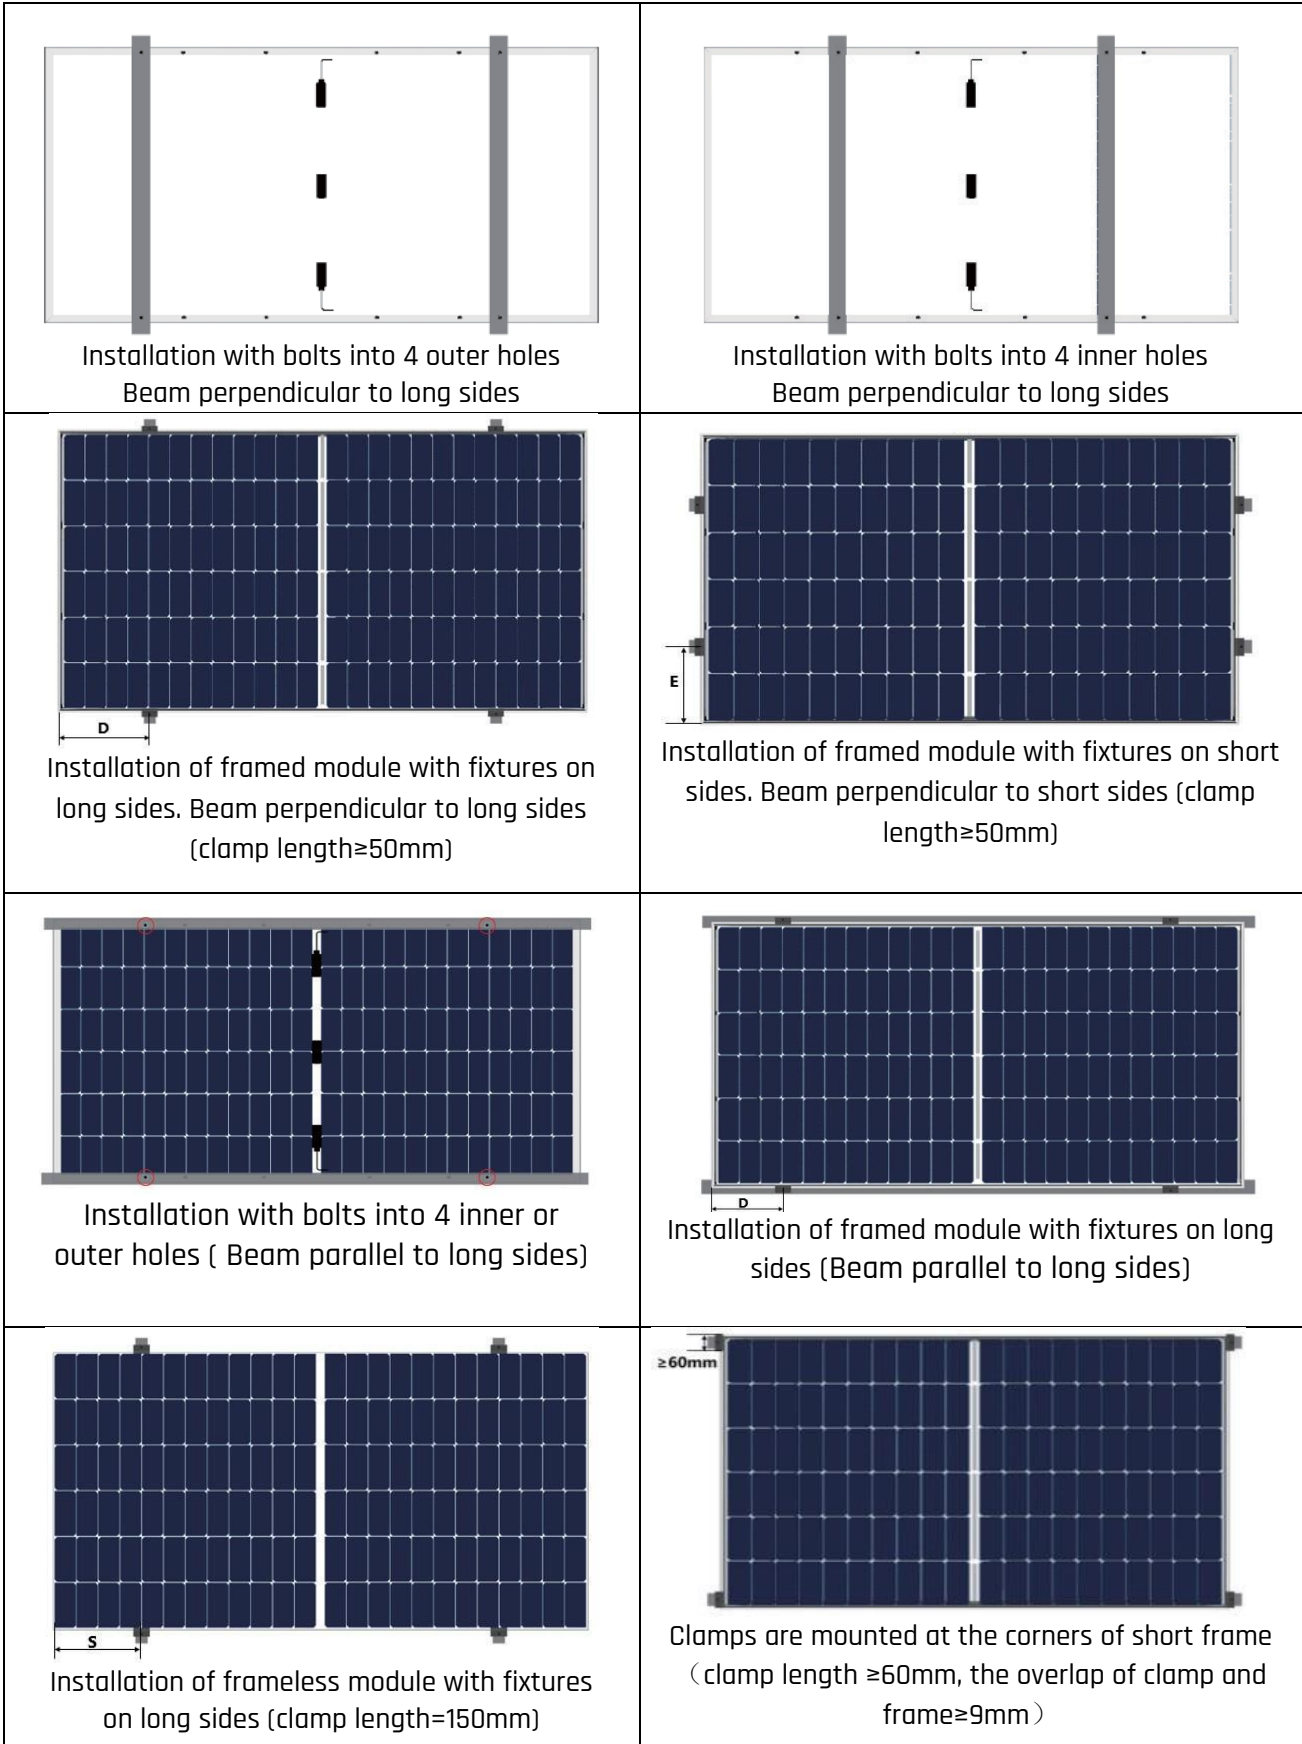 Installation with bolts into 4 outer holes
Beam perpendicular to long sides
Installation with bolts into 4 inner holes
Beam perpendicular to long sides
D
Installation of framed module with fixtures on
long sides. Beam perpendicular to long sides
(clamp length≥50mm)
E
Installation of framed module with fixtures on short
sides. Beam perpendicular to short sides (clamp
length≥50mm)
Installation with bolts into 4 inner or
outer holes ( Beam parallel to long sides)
D
Installation of framed module with fixtures on long
sides (Beam parallel to long sides)
S
Installation of frameless module with fixtures
on long sides (clamp length=150mm)
≥60mm
Clamps are mounted at the corners of short frame
（clamp length ≥60mm, the overlap of clamp and
frame≥9mm）